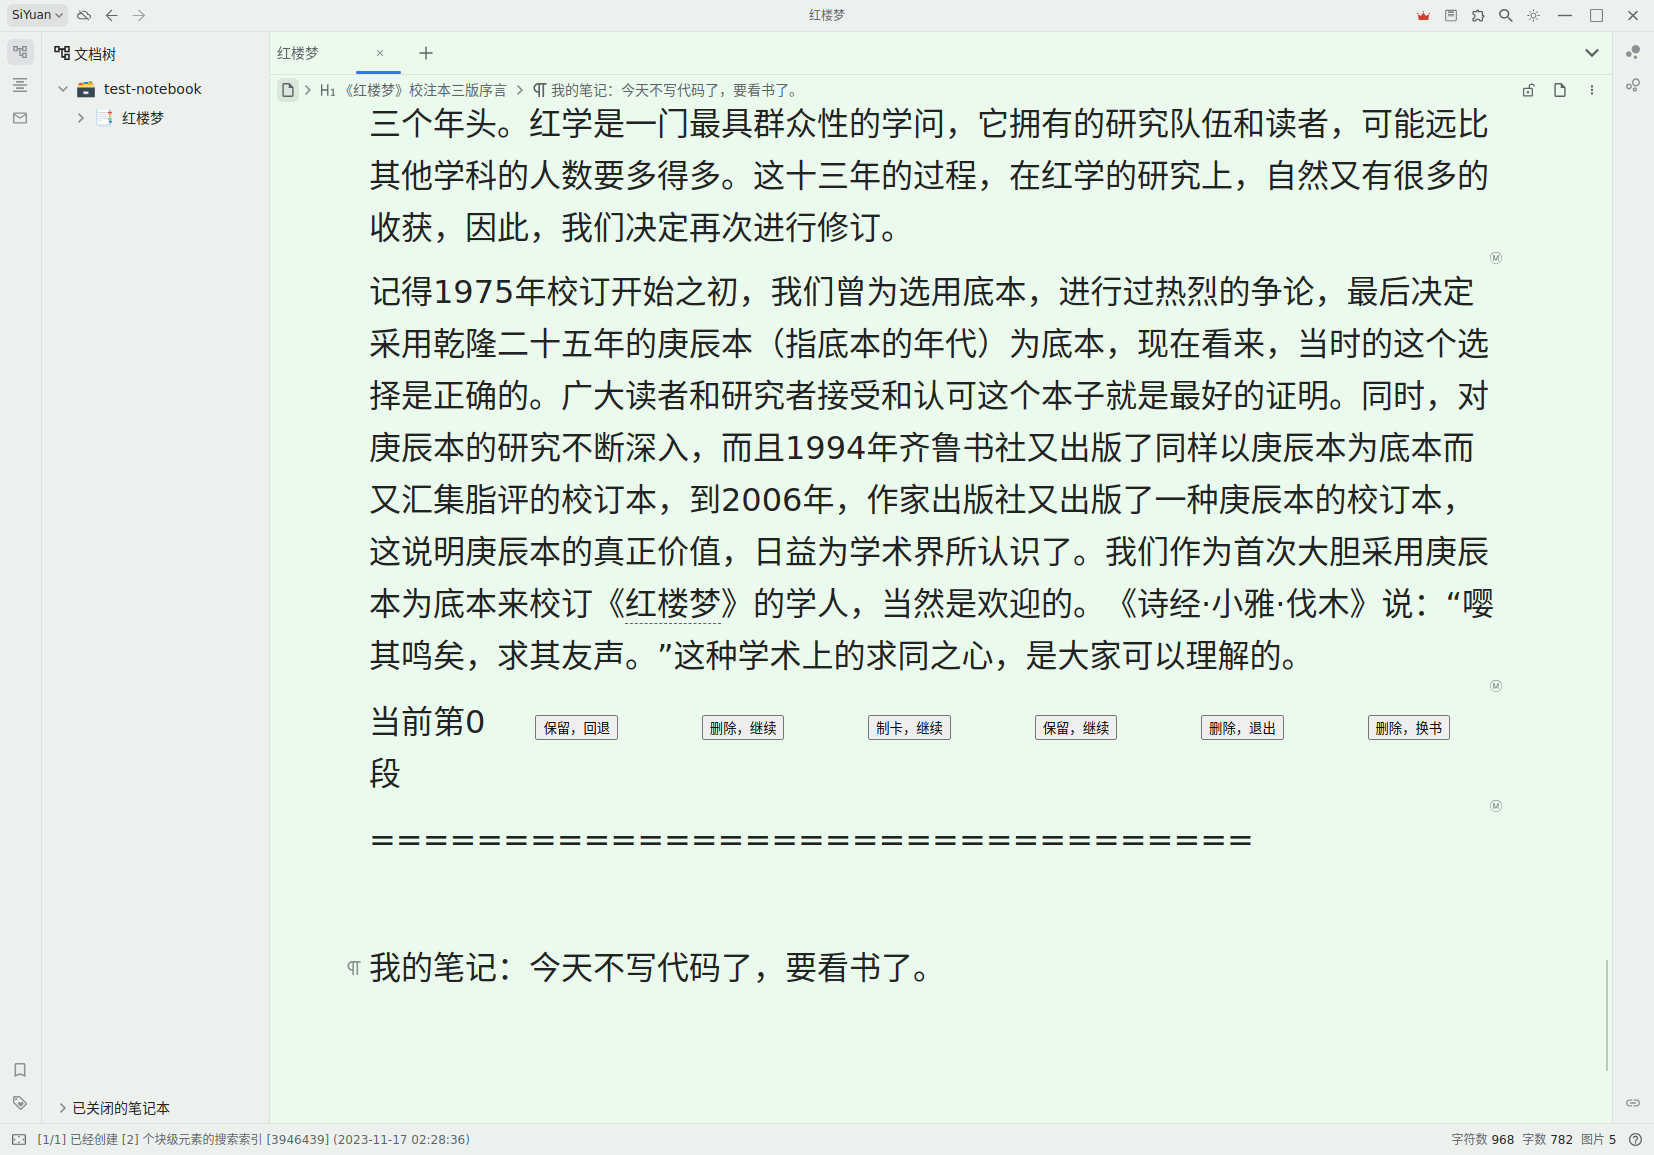 SiYuan
红楼梦
文档树
test-notebook
红楼梦
已关闭的笔记本
红楼梦
H1 《红楼梦》校注本三版序言 我的笔记：今天不写代码了，要看书了。
三个年头。红学是一门最具群众性的学问，它拥有的研究队伍和读者，可能远比
其他学科的人数要多得多。这十三年的过程，在红学的研究上，自然又有很多的
收获，因此，我们决定再次进行修订。
M
记得1975年校订开始之初，我们曾为选用底本，进行过热烈的争论，最后决定
采用乾隆二十五年的庚辰本（指底本的年代）为底本，现在看来，当时的这个选
择是正确的。广大读者和研究者接受和认可这个本子就是最好的证明。同时，对
庚辰本的研究不断深入，而且1994年齐鲁书社又出版了同样以庚辰本为底本而
又汇集脂评的校订本，到2006年，作家出版社又出版了一种庚辰本的校订本，
这说明庚辰本的真正价值，日益为学术界所认识了。我们作为首次大胆采用庚辰
本为底本来校订《红楼梦》的学人，当然是欢迎的。《诗经·小雅·伐木》说：“嘤
其鸣矣，求其友声。”这种学术上的求同之心，是大家可以理解的。
M
当前第0
段
保留，回退 删除，继续 制卡，继续 保留，继续 删除，退出 删除，换书
M
=================================
我的笔记：今天不写代码了，要看书了。
[1/1] 已经创建 [2] 个块级元素的搜索索引 [3946439] (2023-11-17 02:28:36)
字符数 968 字数 782 图片 5